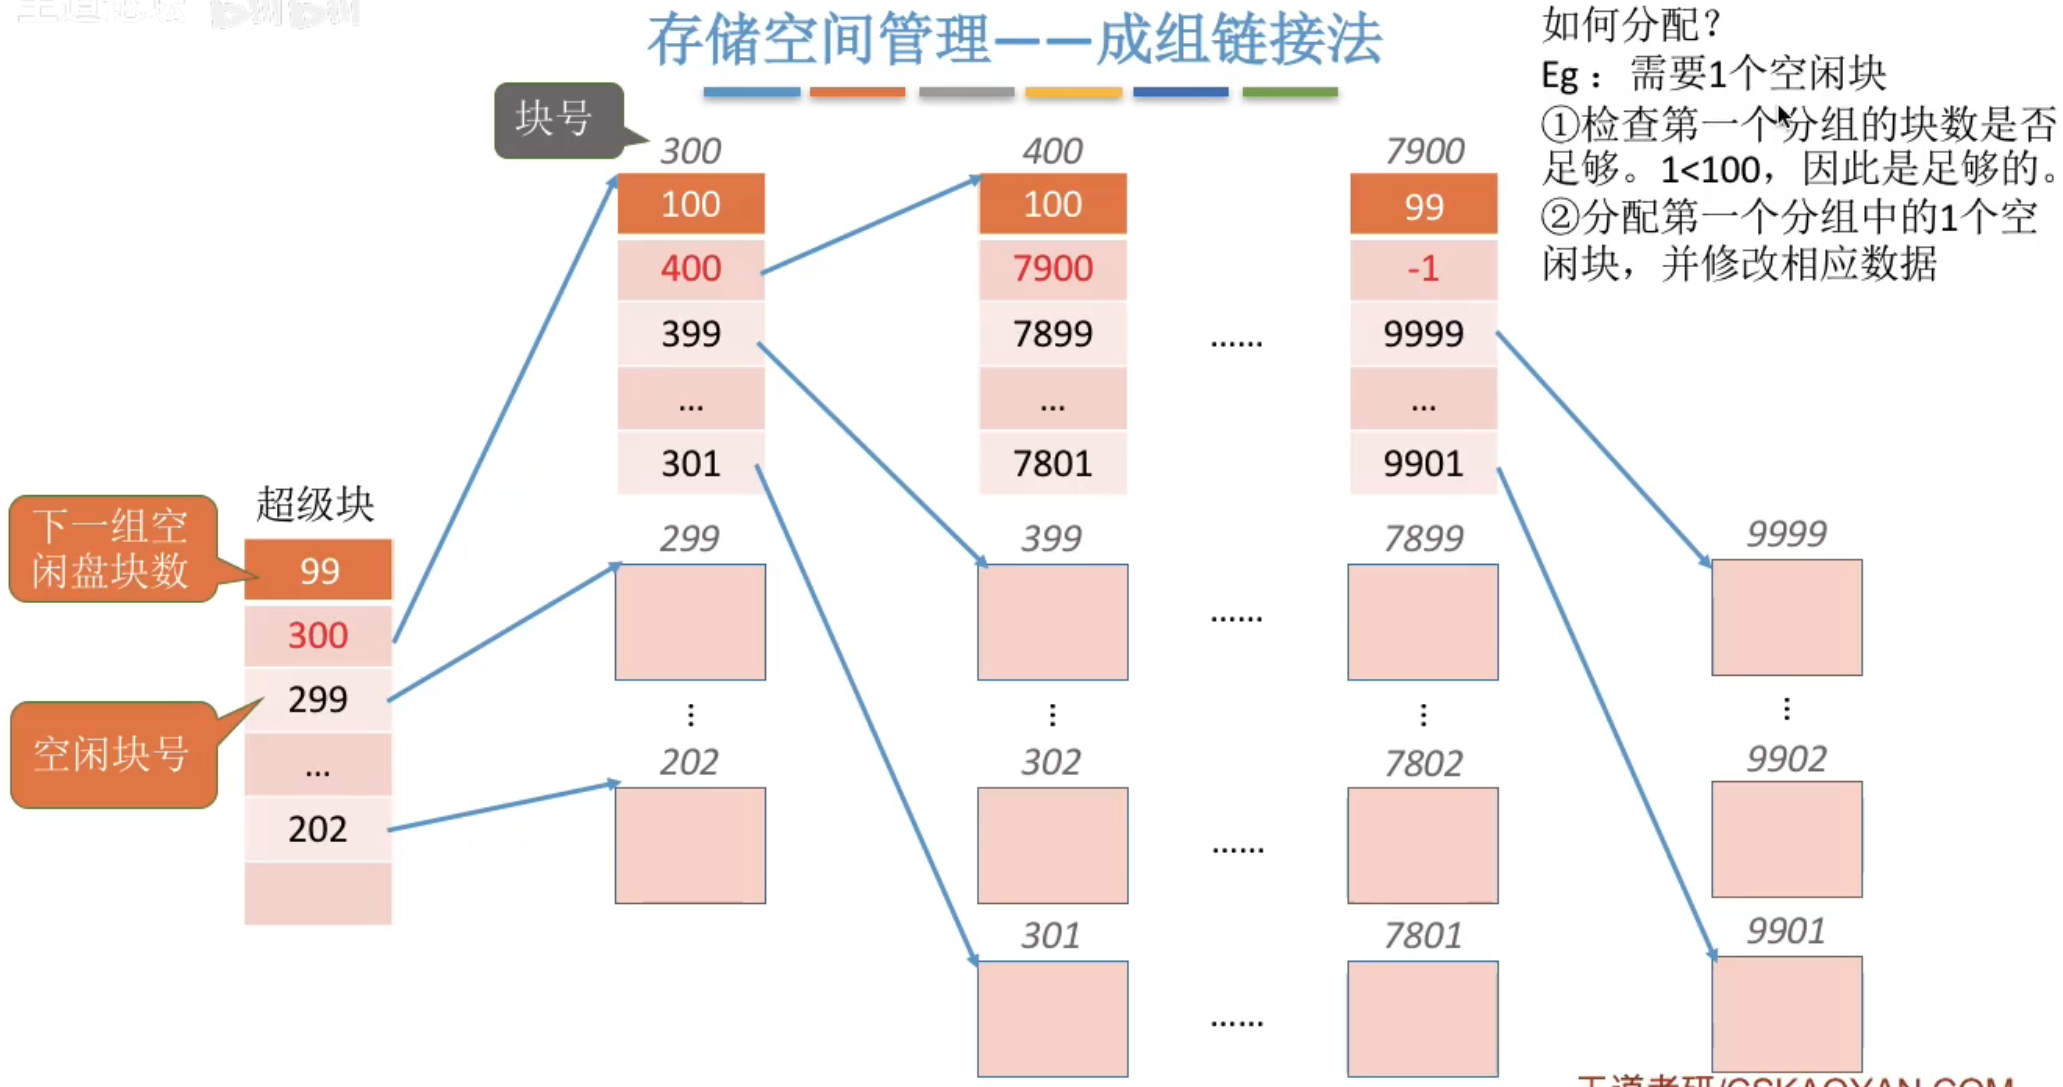 存储空间管理——成组链接法
如何分配？
Eg：需要1个空闲块
①检查第一个分组的块数是否
足够。1<100，因此是足够的。
②分配第一个分组中的1个空
闲块，并修改相应数据
块号
300
400
7900
100
100
99
400
7900
-1
399
7899
......
9999
...
...
...
301
7801
9901
超级块
下一组空
闲盘块数
99
300
空闲块号
299
...
202
299
399
7899
9999
......
202
302
7802
9902
......
301
7801
9901
......
王道考研/CSKAOYAN.COM